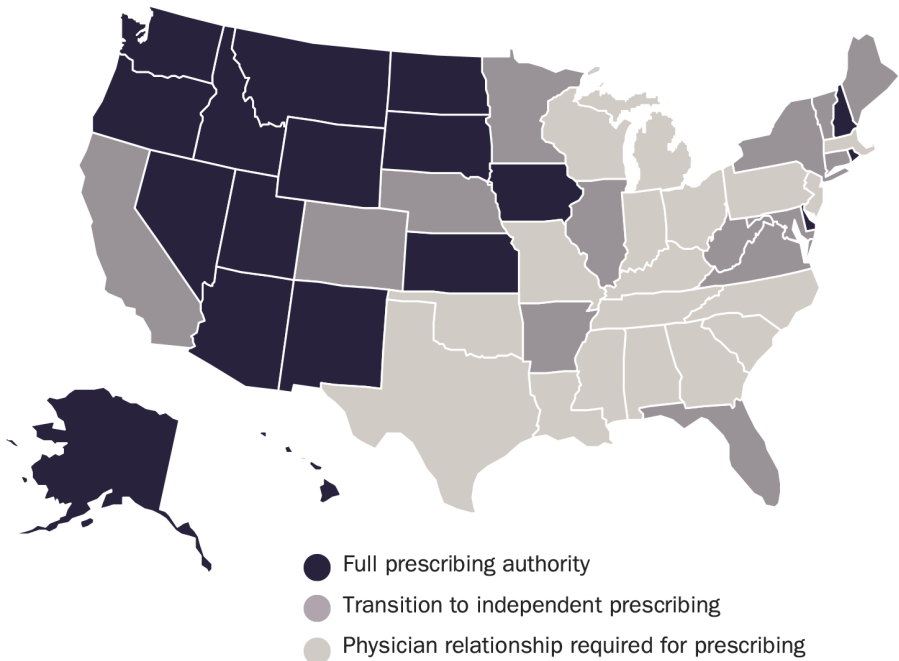 Full prescribing authority
Transition to independent prescribing
Physician relationship required for prescribing